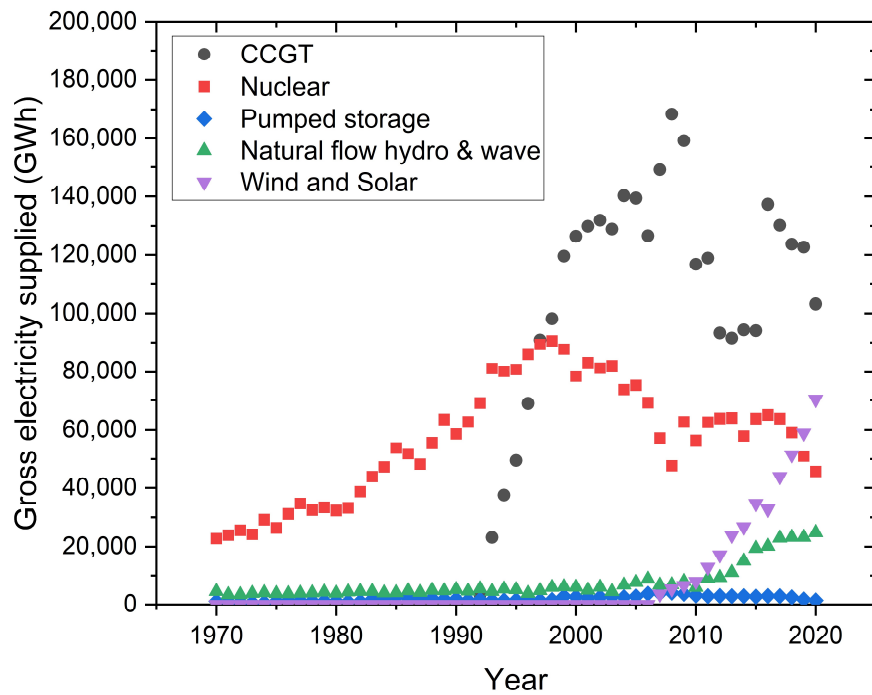 200,000
180,000
160,000
140,000
120,000
100,000
80,000
60,000
40,000
20,000
0
Gross electricity supplied (GWh)
CCGT
Nuclear
Pumped storage
Natural flow hydro & wave
Wind and Solar
1970 1980 1990 2000 2010 2020
Year